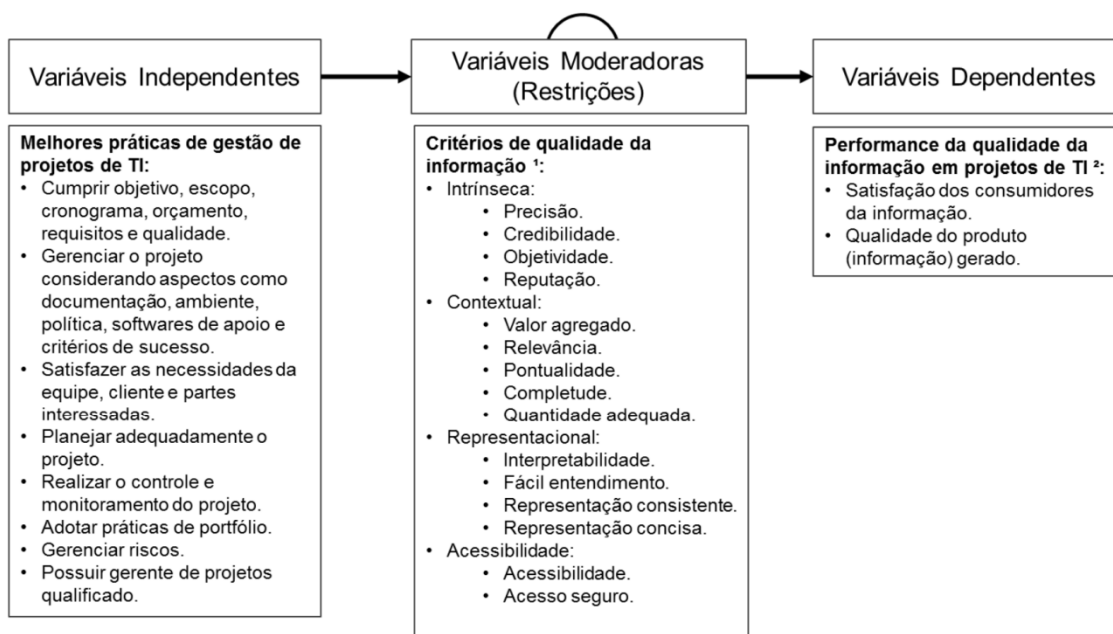 Variáveis Independentes
Variáveis Moderadoras
(Restrições)
Variáveis Dependentes
Melhores práticas de gestão de
projetos de TI:
• Cumprir objetivo, escopo,
cronograma, orçamento,
requisitos e qualidade.
• Gerenciar o projeto
considerando aspectos como
documentação, ambiente,
política, softwares de apoio e
critérios de sucesso.
• Satisfazer as necessidades da
equipe, cliente e partes
interessadas.
• Planejar adequadamente o
projeto.
• Realizar o controle e
monitoramento do projeto.
• Adotar práticas de portfólio.
• Gerenciar riscos.
• Possuir gerente de projetos
qualificado.
Critérios de qualidade da
informação ¹:
• Intrínseca:
• Precisão.
• Credibilidade.
• Objetividade.
• Reputação.
• Contextual:
• Valor agregado.
• Relevância.
• Pontualidade.
• Completude.
• Quantidade adequada.
• Representacional:
• Interpretabilidade.
• Fácil entendimento.
• Representação consistente.
• Representação concisa.
• Acessibilidade:
• Acessibilidade.
• Acesso seguro.
Performance da qualidade da
informação em projetos de TI ²:
• Satisfação dos consumidores
da informação.
• Qualidade do produto
(informação) gerado.